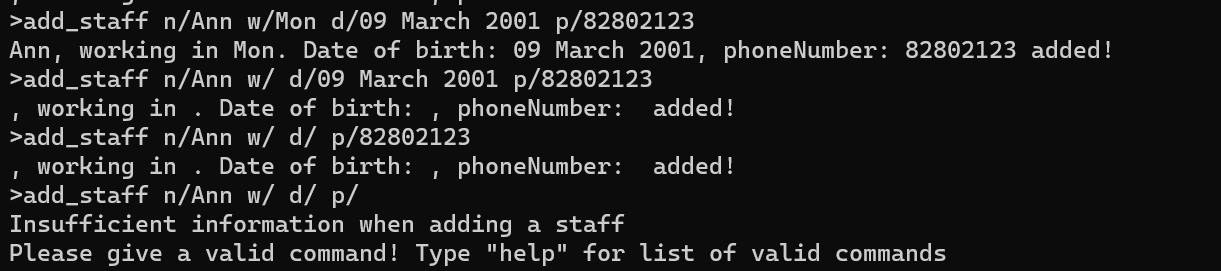 >add_staff n/Ann w/Mon d/09 March 2001 p/82802123
Ann, working in Mon. Date of birth: 09 March 2001, phoneNumber: 82802123 added!
>add_staff n/Ann w/ d/09 March 2001 p/82802123
, working in . Date of birth: , phoneNumber:  added!
>add_staff n/Ann w/ d/ p/82802123
, working in . Date of birth: , phoneNumber:  added!
>add_staff n/Ann w/ d/ p/
Insufficient information when adding a staff
Please give a valid command! Type "help" for list of valid commands